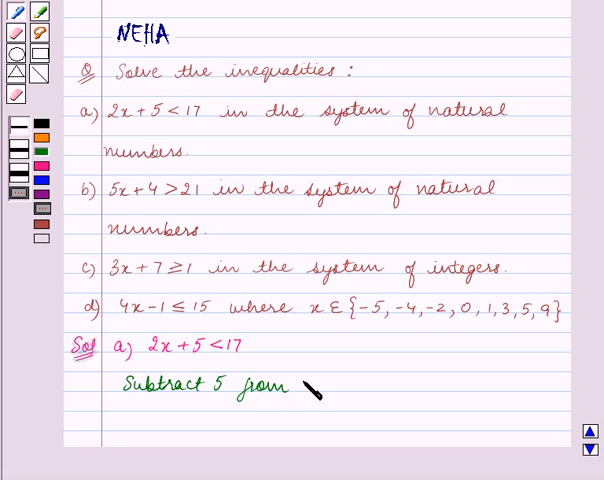 NEHA
Q Solve the inequalities :
a) 2x + 5 < 17 in the system of natural
numbers.
b) 5x + 4 > 21 in the system of natural
numbers.
c) 3x + 7 ≥ 1 in the system of integers.
d) 4x - 1 ≤ 15 where x ε {-5, -4, -2, 0, 1, 3, 5, 9}
Sol a) 2x + 5 < 17
Subtract 5 from